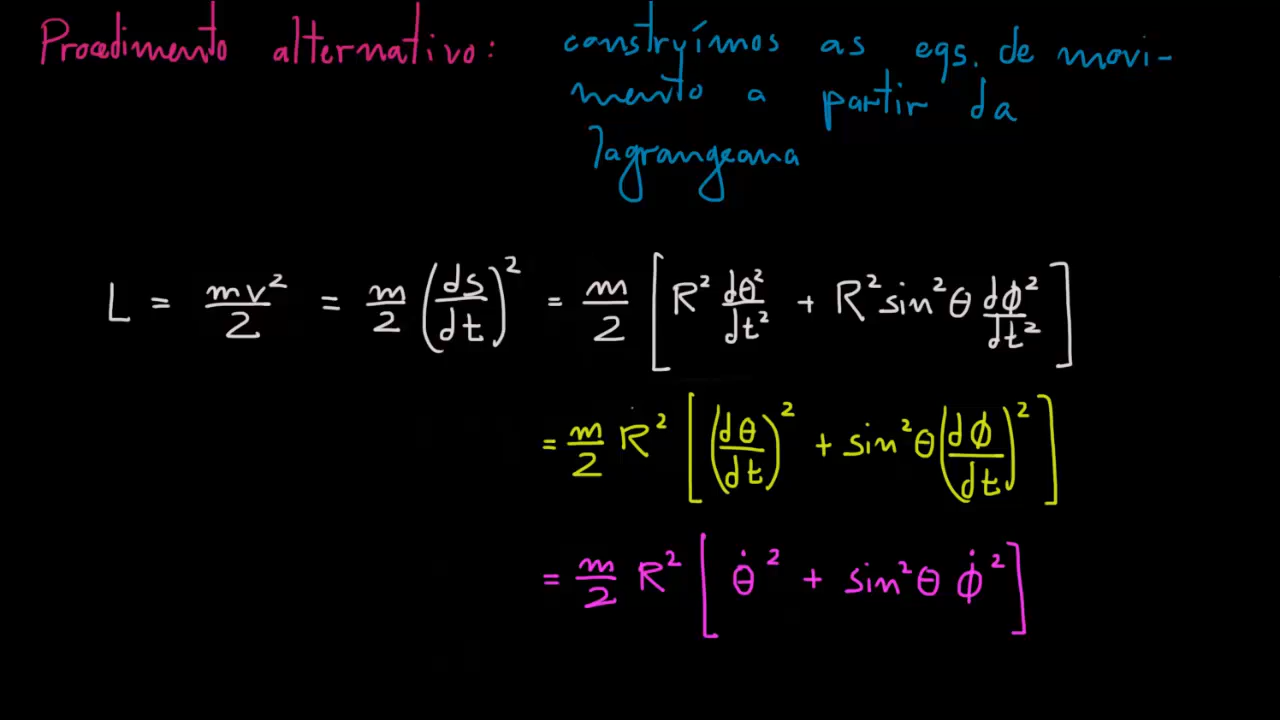 Procedimento alternativo: construýimos as eqs. de movi-
mento a partir da
lagrangeana
L = mv²/2 = m/2 (ds/dt)² = m/2 [R² dθ²/dt² + R² sin²θ dϕ²/dt²]
= m/2 R² [(dθ/dt)² + sin²θ (dϕ/dt)²]
= m/2 R² [θ̇² + sin²θ ϕ̇²]